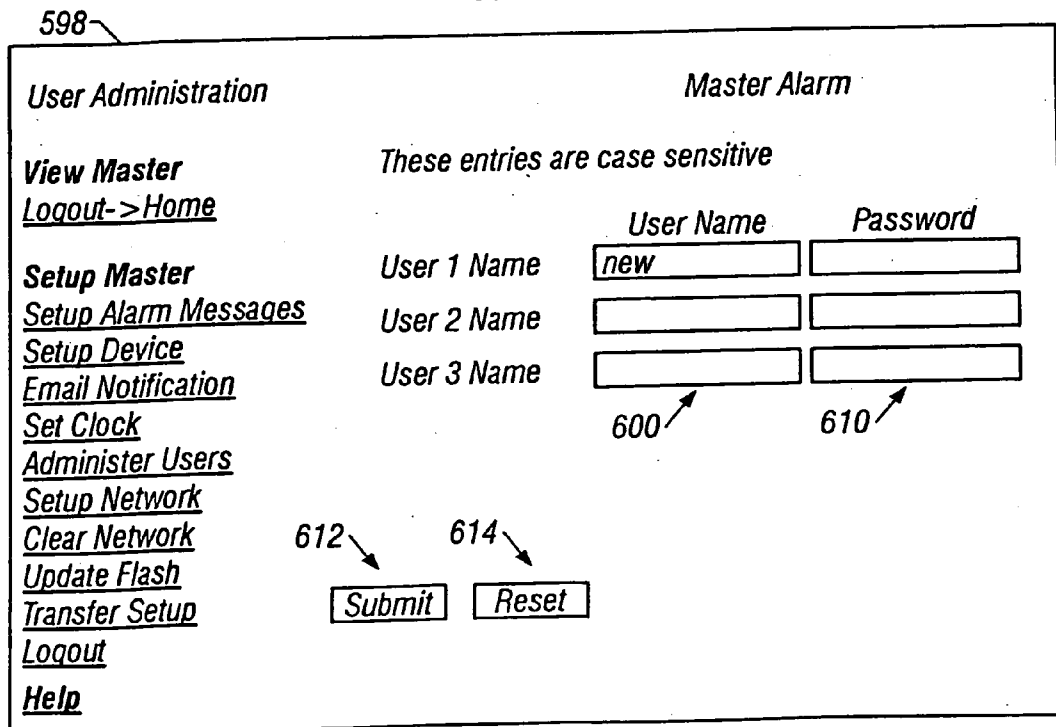 598
User Administration
Master Alarm
View Master
Logout->Home
These entries are case sensitive
User Name
Password
Setup Master
Setup Alarm Messages
Setup Device
Email Notification
Set Clock
Administer Users
Setup Network
Clear Network
Update Flash
Transfer Setup
Logout
Help
User 1 Name
new
User 2 Name
User 3 Name
600
610
612
614
Submit
Reset